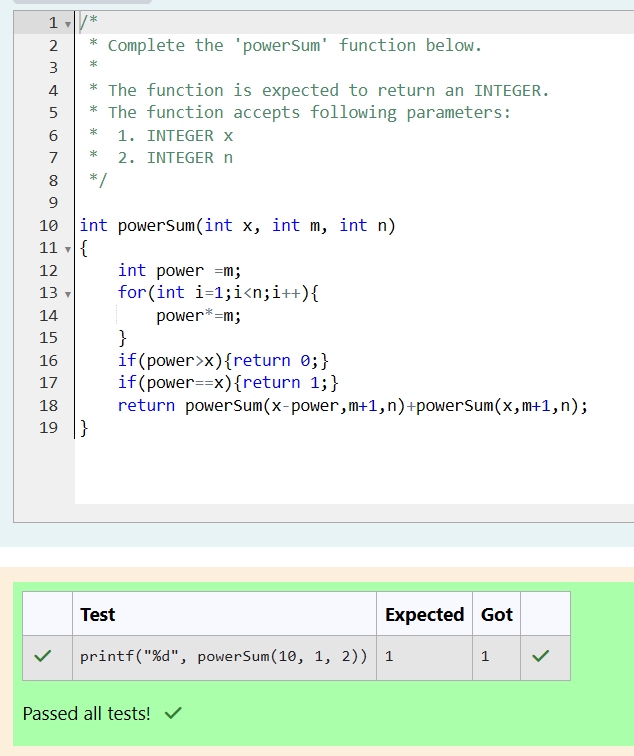 1 /*
2  * Complete the 'powerSum' function below.
3  *
4  * The function is expected to return an INTEGER.
5  * The function accepts following parameters:
6  *  1. INTEGER x
7  *  2. INTEGER n
8  */
9
10 int powerSum(int x, int m, int n)
11 {
12     int power =m;
13     for(int i=1;i<n;i++){
14         power*=m;
15     }
16     if(power>x){return 0;}
17     if(power==x){return 1;}
18     return powerSum(x-power,m+1,n)+powerSum(x,m+1,n);
19 }
Test Expected Got
printf("%d", powerSum(10, 1, 2)) 1 1
Passed all tests!